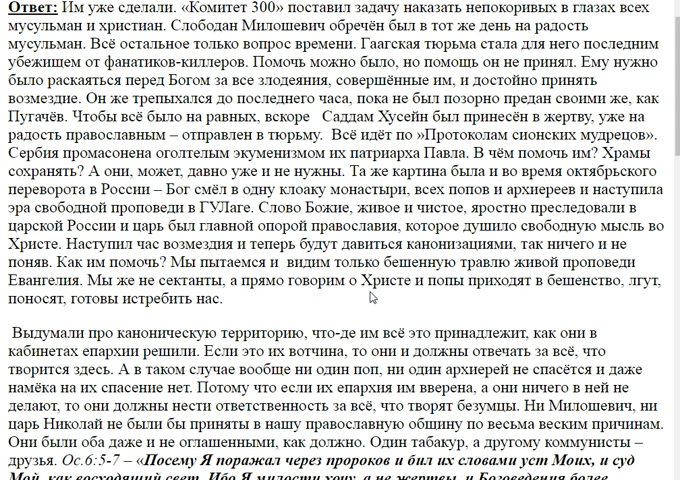 Ответ: Им уже сделали. «Комитет 300» поставил задачу наказать непокоривых в глазах всех
мусульман и христиан. Слободан Милошевич обречён был в тот же день на радость
мусульман. Всё остальное только вопрос времени. Гаагская тюрьма стала для него последним
убежищем от фанатиков-киллеров. Помочь можно было, но помощь он не принял. Ему нужно
было раскаяться перед Богом за все злодеяния, совершённые им, и достойно принять
возмездие. Он же трепыхался до последнего часа, пока не был позорно предан своими же, как
Пугачёв. Чтобы всё было на равных, вскоре Саддам Хусейн был принесён в жертву, уже на
радость православным – отправлен в тюрьму. Всё идёт по »Протоколам сионских мудрецов».
Сербия промасонена оголтелым экуменизмом их патриарха Павла. В чём помочь им? Храмы
сохранять? А они, может, давно уже и не нужны. Та же картина была и во время октябрьского
переворота в России – Бог смёл в одну клоаку монастыри, всех попов и архиереев и наступила
эра свободной проповеди в ГУЛаге. Слово Божие, живое и чистое, яростно преследовали в
царской России и царь был главной опорой православия, которое душило свободную мысль во
Христе. Наступил час возмездия и теперь будут давиться канонизациями, так ничего и не
поняв. Как им помочь? Мы пытаемся и видим только бешенную травлю живой проповеди
Евангелия. Мы же не сектанты, а прямо говорим о Христе и попы приходят в бешенство, лгут,
поносят, готовы истребить нас.
Выдумали про каноническую территорию, что-де им всё это принадлежит, как они в
кабинетах епархии решили. Если это их вотчина, то они и должны отвечать за всё, что
творится здесь. А в таком случае вообще ни один поп, ни один архиерей не спасётся и даже
намёка на их спасение нет. Потому что если их епархия им вверена, а они ничего в ней не
делают, то они должны нести ответственность за всё, что творят безумцы. Ни Милошевич, ни
царь Николай не были бы приняты в нашу православную общину по весьма веским причинам.
Они были оба даже и не оглашенными, как должно. Один табакур, а другому коммунисты –
друзья. Ос.6:5-7 – «Посему Я поражал через пророков и бил их словами уст Моих, и суд
Мой, как восходящий свет. Ибо Я милости хочу, а не жертвы, и Боговедения более